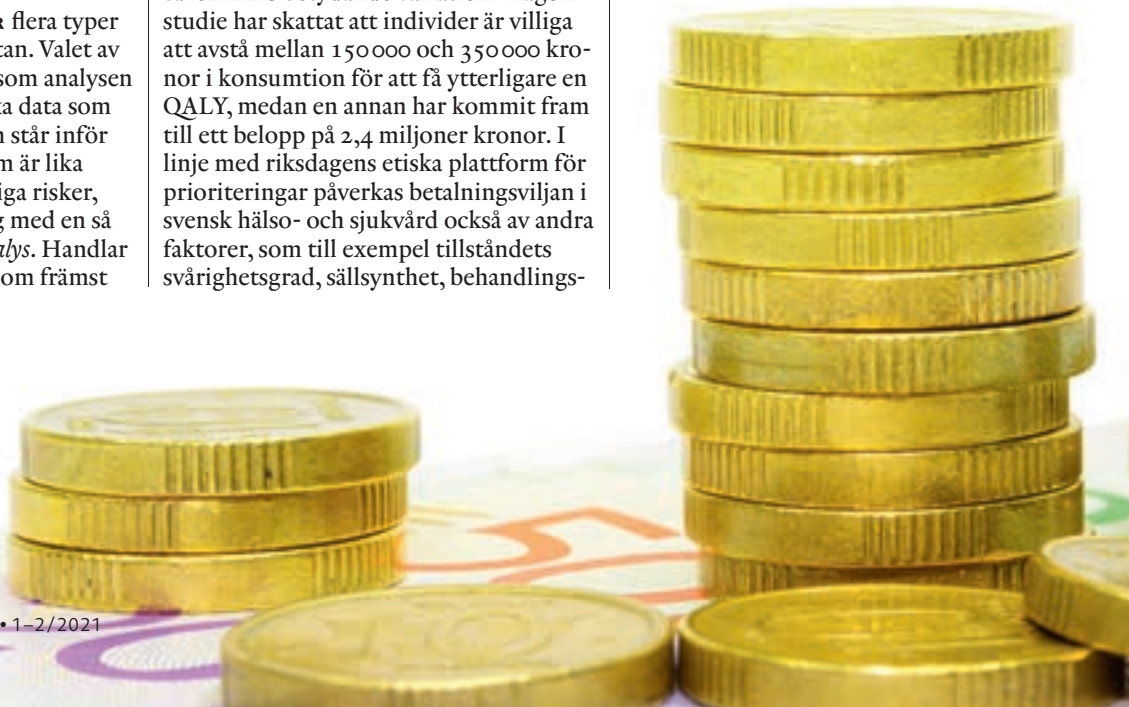 flera typer
tan. Valet av
som analysen
ka data som
n står inför
m är lika
iga risker,
g med en så
alys. Handlar
om främst
studie har skattat att individer är villiga
att avstå mellan 150 000 och 350 000 kro-
nor i konsumtion för att få ytterligare en
QALY, medan en annan har kommit fram
till ett belopp på 2,4 miljoner kronor. I
linje med riksdagens etiska plattform för
prioriteringar påverkas betalningsviljan i
svensk hälso- och sjukvård också av andra
faktorer, som till exempel tillståndets
svårighetsgrad, sällsynthet, behandlings-
• 1–2/2021